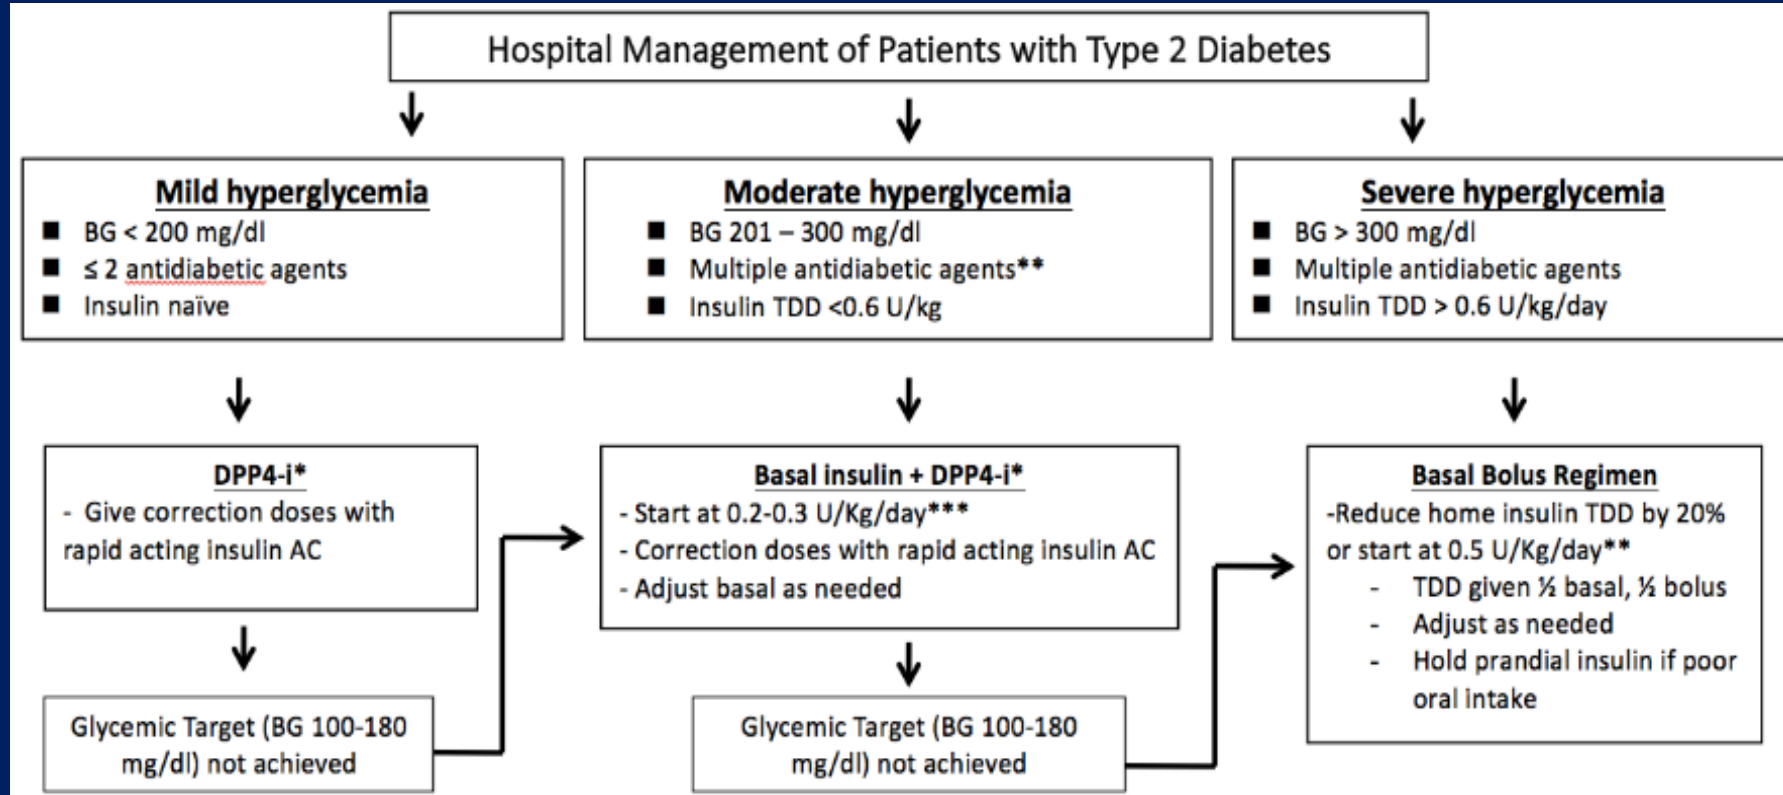 Hospital Management of Patients with Type 2 Diabetes
Mild hyperglycemia
■ BG < 200 mg/dl
■ ≤ 2 antidiabetic agents
■ Insulin naïve
Moderate hyperglycemia
■ BG 201 – 300 mg/dl
■ Multiple antidiabetic agents**
■ Insulin TDD <0.6 U/kg
Severe hyperglycemia
■ BG > 300 mg/dl
■ Multiple antidiabetic agents
■ Insulin TDD > 0.6 U/kg/day
DPP4-i*
- Give correction doses with
rapid acting insulin AC
Basal insulin + DPP4-i*
- Start at 0.2-0.3 U/Kg/day***
- Correction doses with rapid acting insulin AC
- Adjust basal as needed
Basal Bolus Regimen
-Reduce home insulin TDD by 20%
or start at 0.5 U/Kg/day**
- TDD given ½ basal, ½ bolus
- Adjust as needed
- Hold prandial insulin if poor
oral intake
Glycemic Target (BG 100-180
mg/dl) not achieved
Glycemic Target (BG 100-180
mg/dl) not achieved